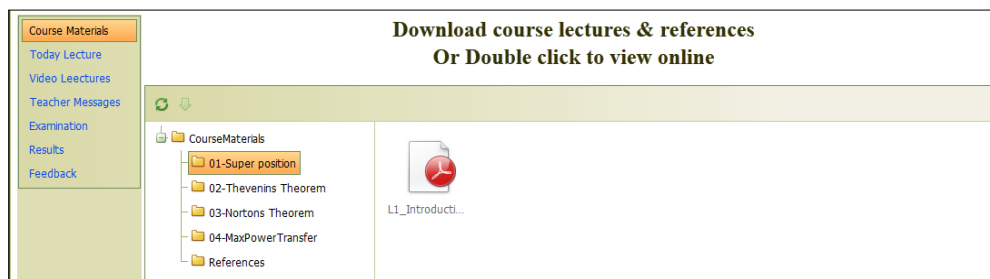 Course Materials
Today Lecture
Video Leectures
Teacher Messages
Examination
Results
Feedback
Download course lectures & references
Or Double click to view online
CourseMaterials
01-Super position
02-Thevenins Theorem
03-Nortons Theorem
04-MaxPowerTransfer
References
L1_Introducti...